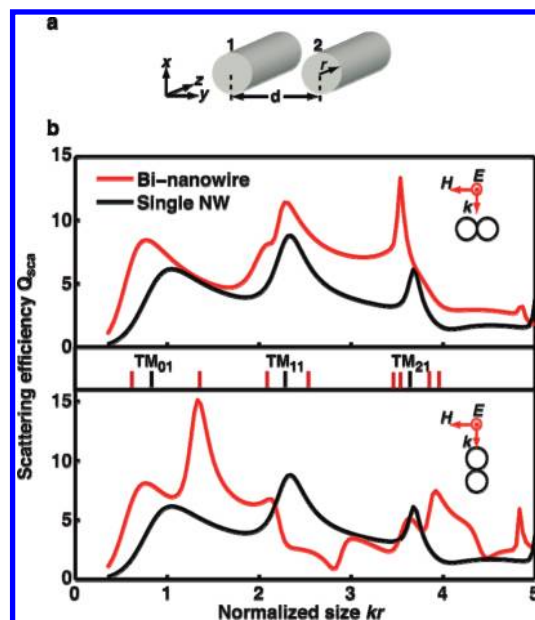 a
1 2
x
z
y
r
d
b
15
Bi-nanowire
Single NW
E
H
k
10
5
0
Scattering efficiency Qsca
TM01 TM11 TM21
15
E
H
k
10
5
0
0 1 2 3 4 5
Normalized size kr